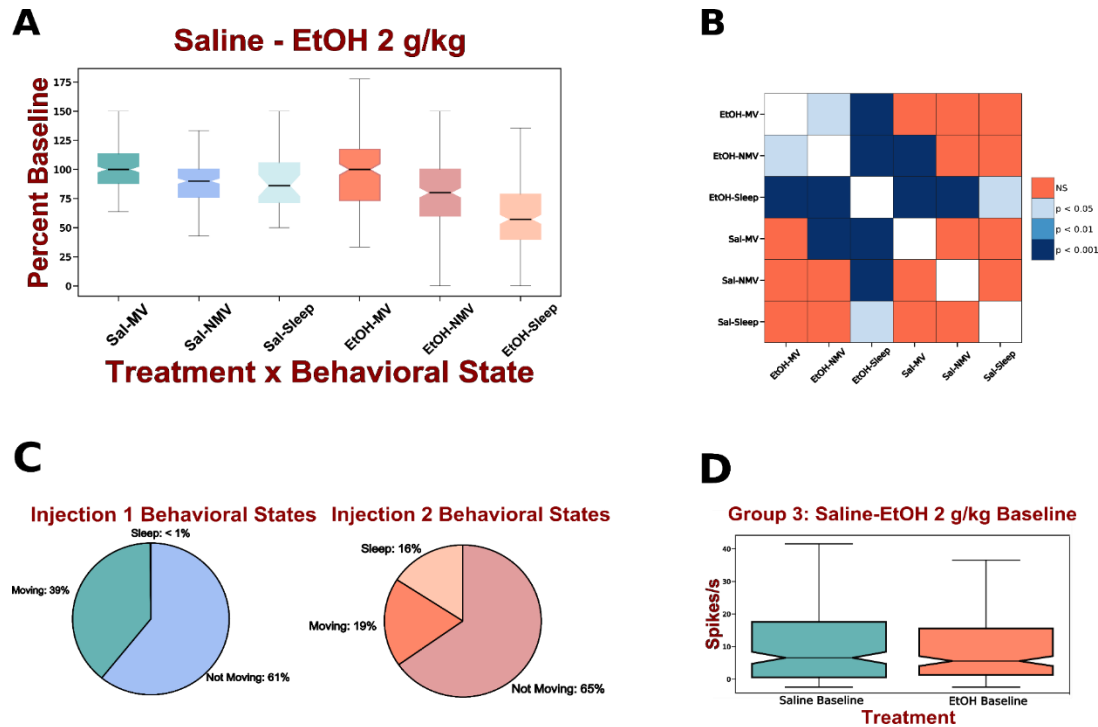 A
Saline - EtOH 2 g/kg
Percent Baseline
175
150
125
100
75
50
25
0
Sal-MV
Sal-NMV
Sal-Sleep
EtOH-MV
EtOH-NMV
EtOH-Sleep
Treatment x Behavioral State
B
EtOH-MV
EtOH-NMV
EtOH-Sleep
Sal-MV
Sal-NMV
Sal-Sleep
EtOH-MV
EtOH-NMV
EtOH-Sleep
Sal-MV
Sal-NMV
Sal-Sleep
NS
p < 0.05
p < 0.01
p < 0.001
C
Injection 1 Behavioral States
Sleep: < 1%
Moving: 39%
Not Moving: 61%
Injection 2 Behavioral States
Sleep: 16%
Moving: 19%
Not Moving: 65%
D
Group 3: Saline-EtOH 2 g/kg Baseline
Spikes/s
40
30
20
10
0
Saline Baseline
EtOH Baseline
Treatment